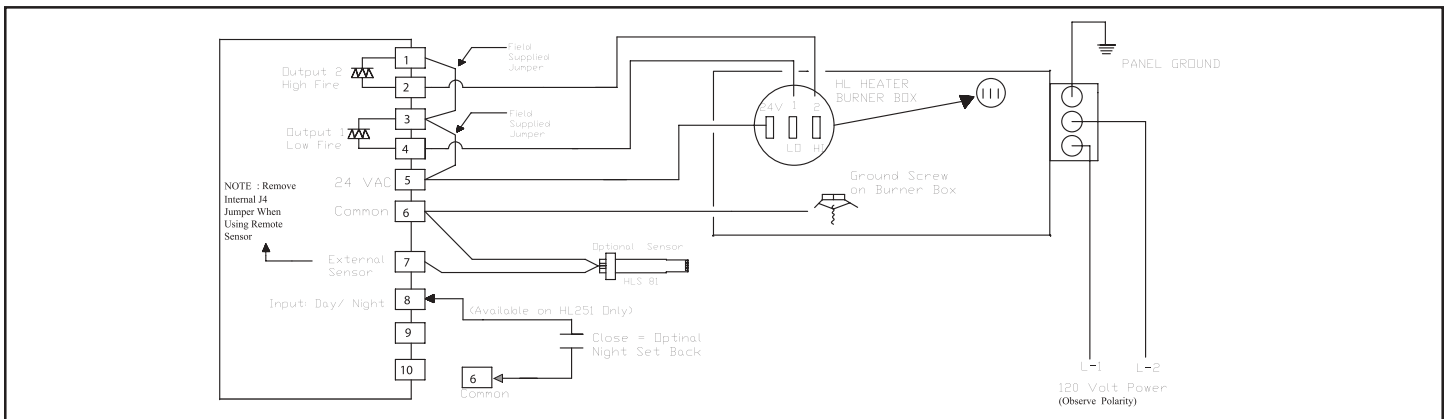 1
Output 2:
High Fire
2
Field
Supplied
Jumper
3
Output 1
Low Fire
4
Field
Supplied
Jumper
24 VAC
5
Common
6
NOTE : Remove
Internal J4
Jumper When
Using Remote
Sensor
External
Sensor
7
Optional Sensor
HLS 81
Input: Day/ Night
8
(Available on HL251 Only)
9
10
Close = Optinal
Night Set Back
6
Common
24V 1 2
LO HI
HL HEATER
BURNER BOX
Ground Screw
on Burner Box
PANEL GROUND
L-1 L-2
120 Volt Power
(Observe Polarity)